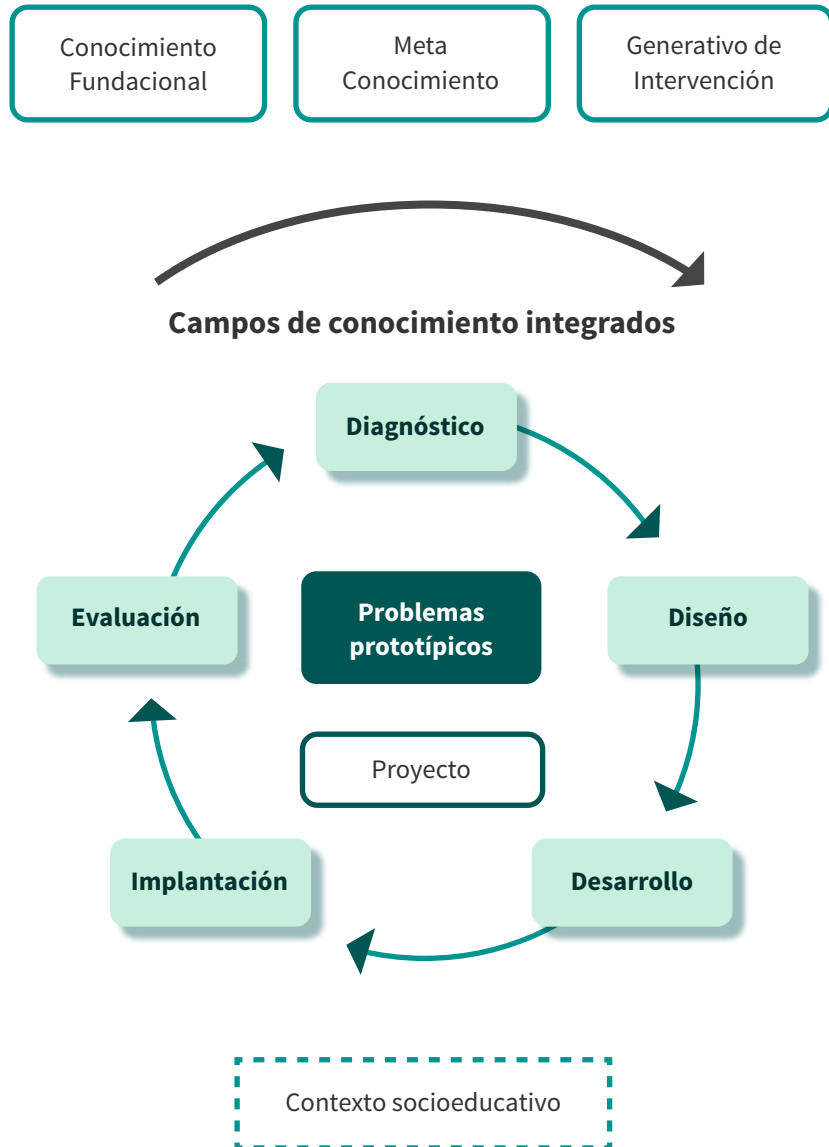 Conocimiento
Fundacional
Meta
Conocimiento
Generativo de
Intervención
Campos de conocimiento integrados
Diagnóstico
Evaluación
Problemas
prototípicos
Diseño
Proyecto
Implantación
Desarrollo
Contexto socioeducativo